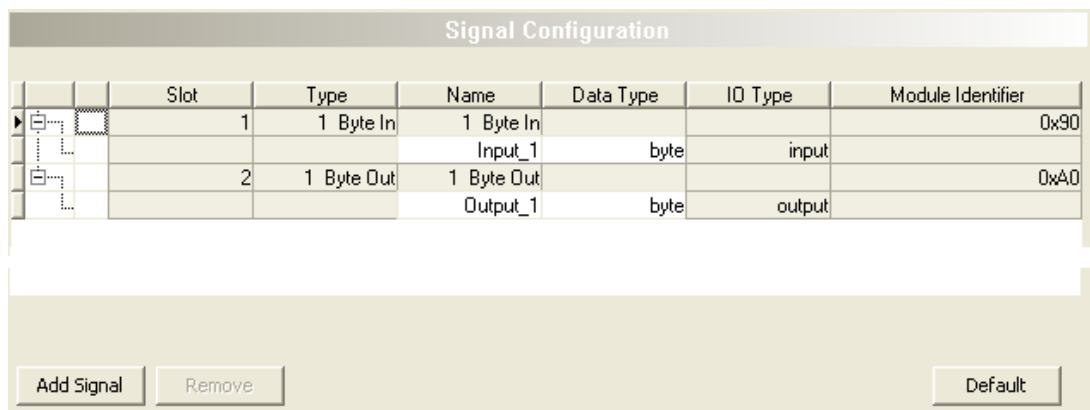 Signal Configuration
Slot Type Name Data Type IO Type Module Identifier
1 1 Byte In 1 Byte In 0x90
Input_1 byte input
2 1 Byte Out 1 Byte Out 0xA0
Output_1 byte output
Add Signal Remove Default